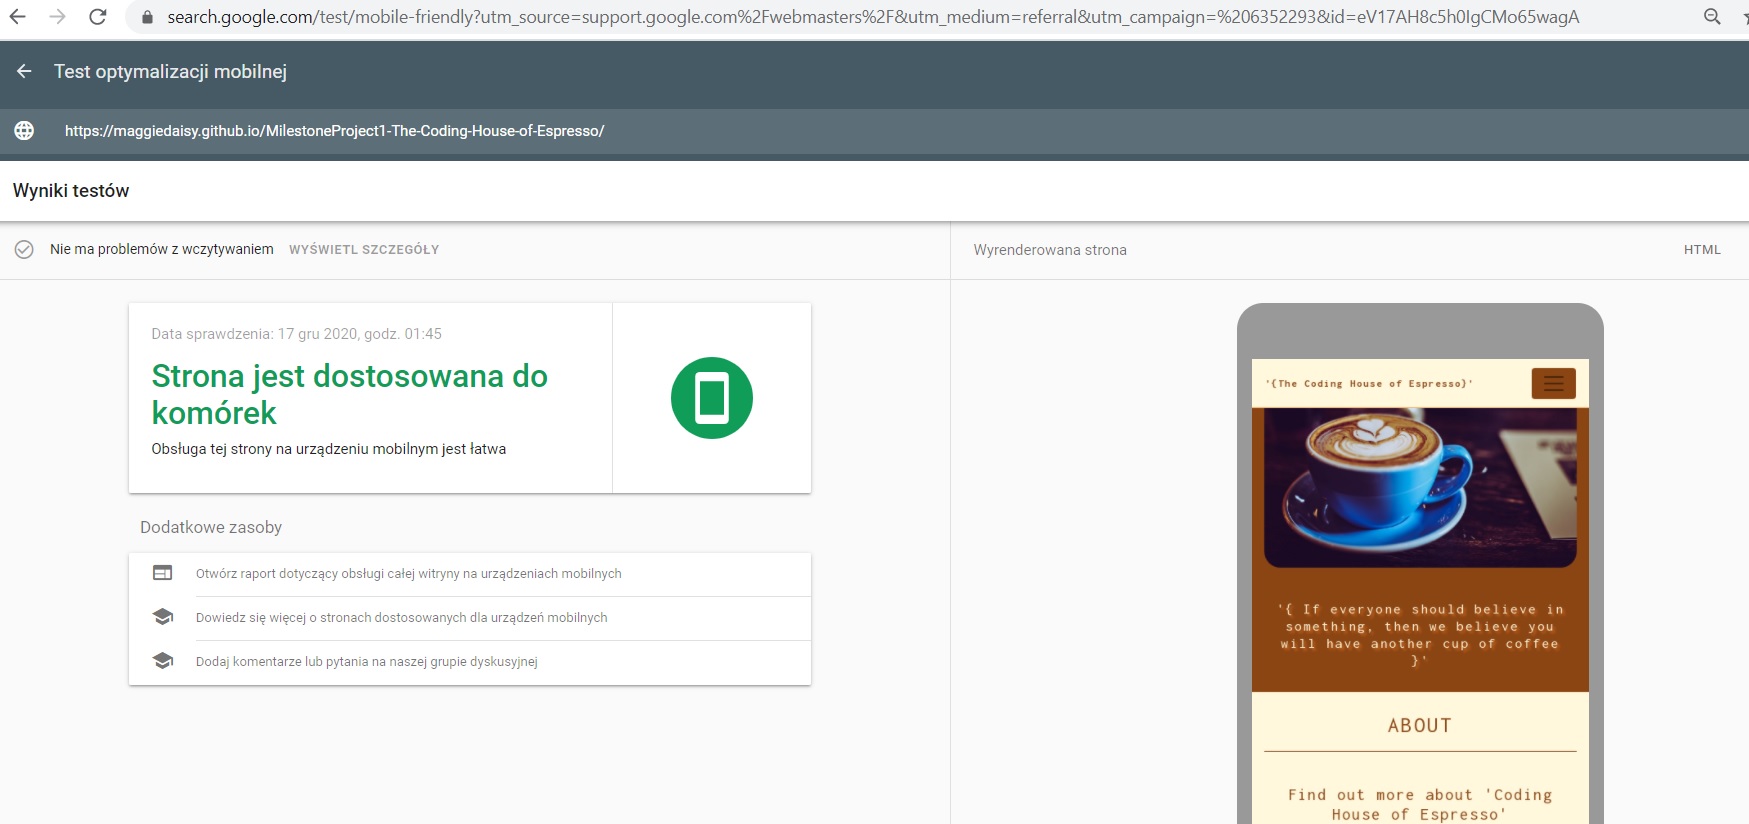 search.google.com/test/mobile-friendly?utm_source=support.google.com%2Fwebmasters%2F&utm_medium=referral&utm_campaign=%206352293&id=eV17AH8c5h0IgCMo65wagA
Test optymalizacji mobilnej
https://maggiedaisy.github.io/MilestoneProject1-The-Coding-House-of-Espresso/
Wyniki testów
Nie ma problemów z wczytywaniem WYŚWIETL SZCZEGÓŁY
Data sprawdzenia: 17 gru 2020, godz. 01:45
Strona jest dostosowana do
komórek
Obsługa tej strony na urządzeniu mobilnym jest łatwa
Dodatkowe zasoby
Otwórz raport dotyczący obsługi całej witryny na urządzeniach mobilnych
Dowiedz się więcej o stronach dostosowanych dla urządzeń mobilnych
Dodaj komentarze lub pytania na naszej grupie dyskusyjnej
Wyrenderowana strona
HTML
'{The Coding House of Espresso}'
'{ If everyone should believe in
something, then we believe you
will have another cup of coffee
}'
ABOUT
Find out more about 'Coding
House of Espresso'